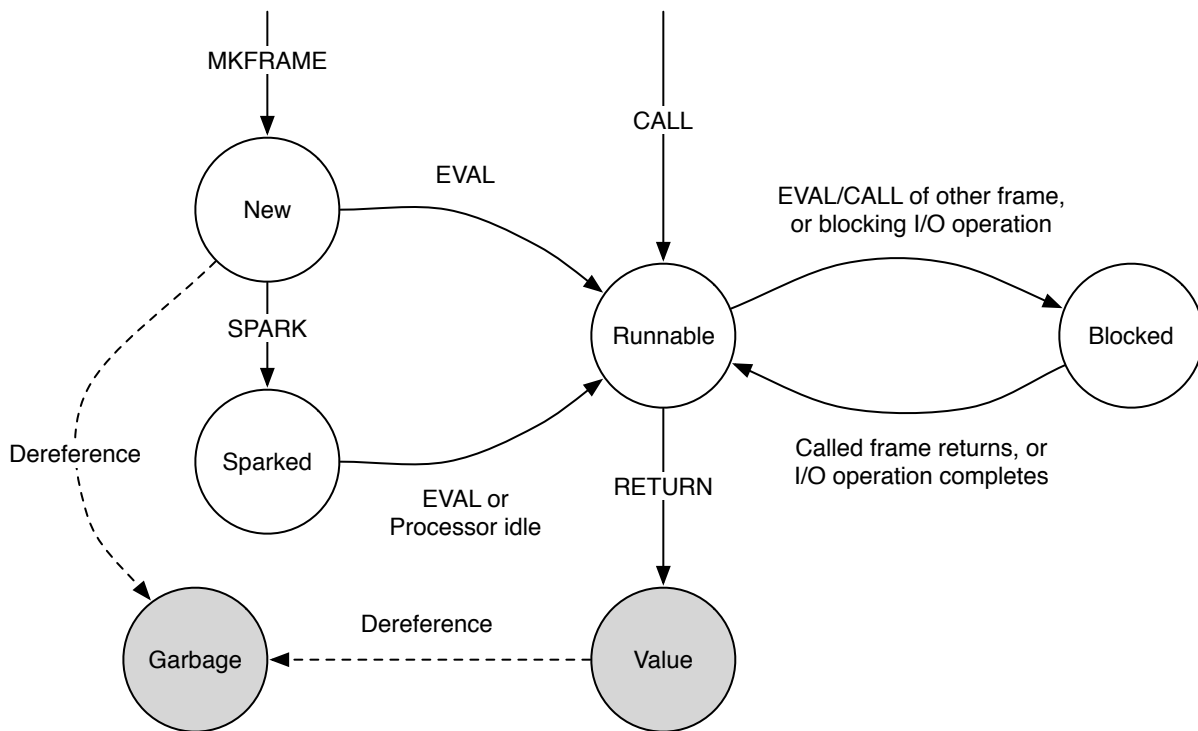 MKFRAME
CALL
EVAL
New
EVAL/CALL of other frame,
or blocking I/O operation
SPARK
Runnable
Blocked
Dereference
Sparked
Called frame returns, or
I/O operation completes
EVAL or
Processor idle
RETURN
Dereference
Garbage
Value